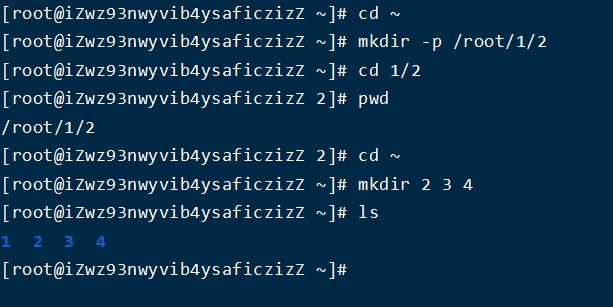 [root@iZwz93nwyvib4ysaficzizZ ~]# cd ~
[root@iZwz93nwyvib4ysaficzizZ ~]# mkdir -p /root/1/2
[root@iZwz93nwyvib4ysaficzizZ ~]# cd 1/2
[root@iZwz93nwyvib4ysaficzizZ 2]# pwd
/root/1/2
[root@iZwz93nwyvib4ysaficzizZ 2]# cd ~
[root@iZwz93nwyvib4ysaficzizZ ~]# mkdir 2 3 4
[root@iZwz93nwyvib4ysaficzizZ ~]# ls
1  2  3  4
[root@iZwz93nwyvib4ysaficzizZ ~]#